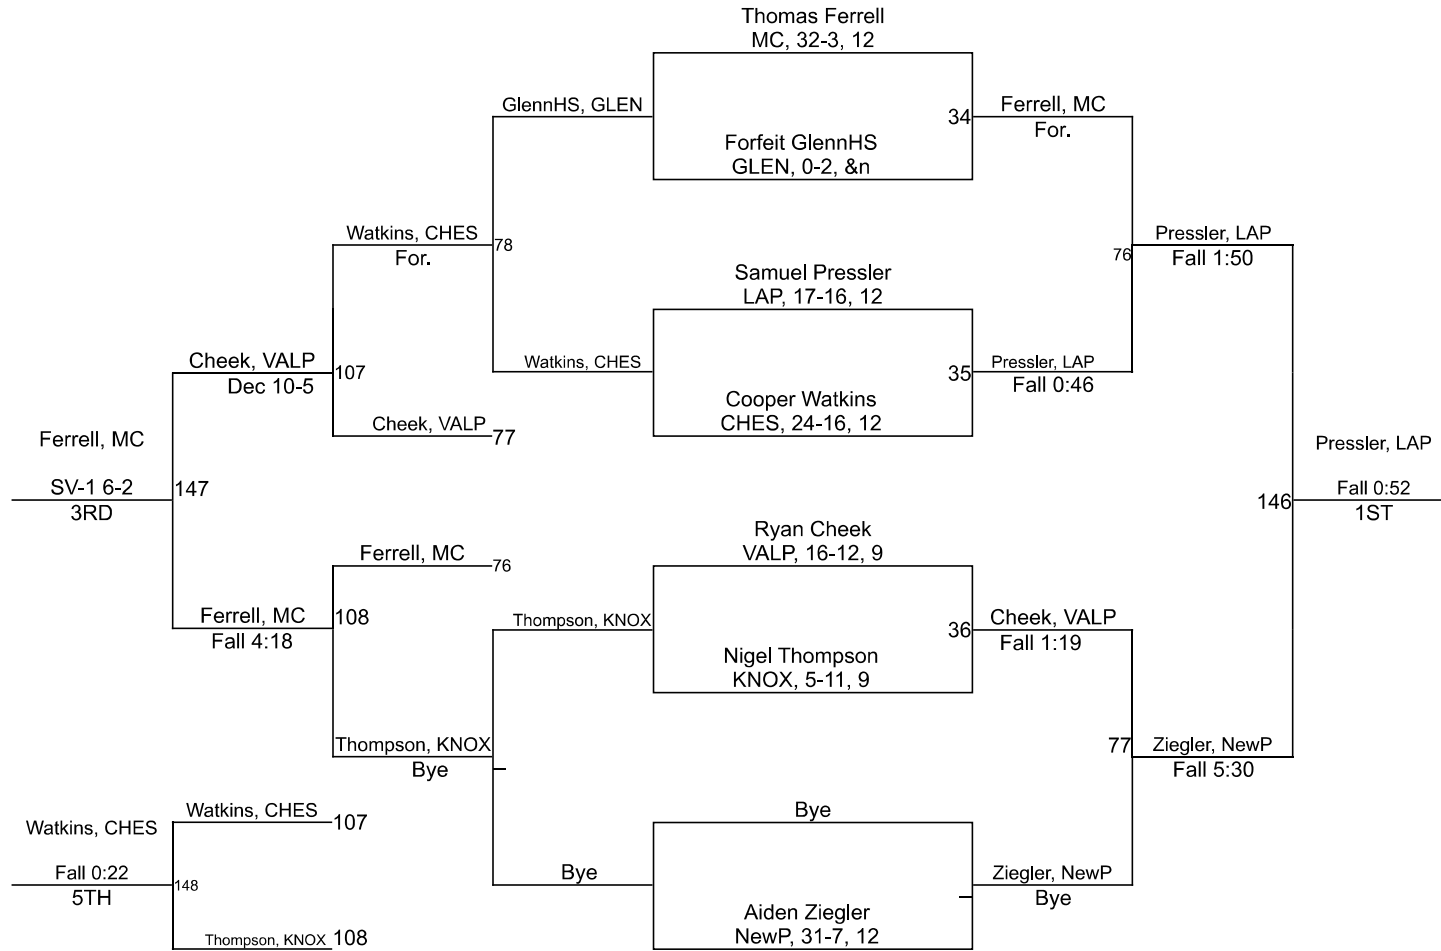 Thomas Ferrell
MC, 32-3, 12
GlennHS, GLEN
34
Ferrell, MC
For.
Forfeit GlennHS
GLEN, 0-2, &n
Watkins, CHES
78
For.
76
Pressler, LAP
Fall 1:50
Samuel Pressler
LAP, 17-16, 12
Cheek, VALP
107
Dec 10-5
Watkins, CHES
35
Pressler, LAP
Fall 0:46
Cooper Watkins
CHES, 24-16, 12
Cheek, VALP
77
Ferrell, MC
Pressler, LAP
SV-1 6-2
147
3RD
146
Fall 0:52
1ST
Ryan Cheek
VALP, 16-12, 9
Ferrell, MC
76
Ferrell, MC
108
Fall 4:18
Thompson, KNOX
36
Cheek, VALP
Fall 1:19
Nigel Thompson
KNOX, 5-11, 9
Thompson, KNOX
Bye
77
Ziegler, NewP
Fall 5:30
Watkins, CHES
107
Bye
Watkins, CHES
Fall 0:22
148
5TH
Bye
Ziegler, NewP
Bye
Aiden Ziegler
NewP, 31-7, 12
Thompson, KNOX
108